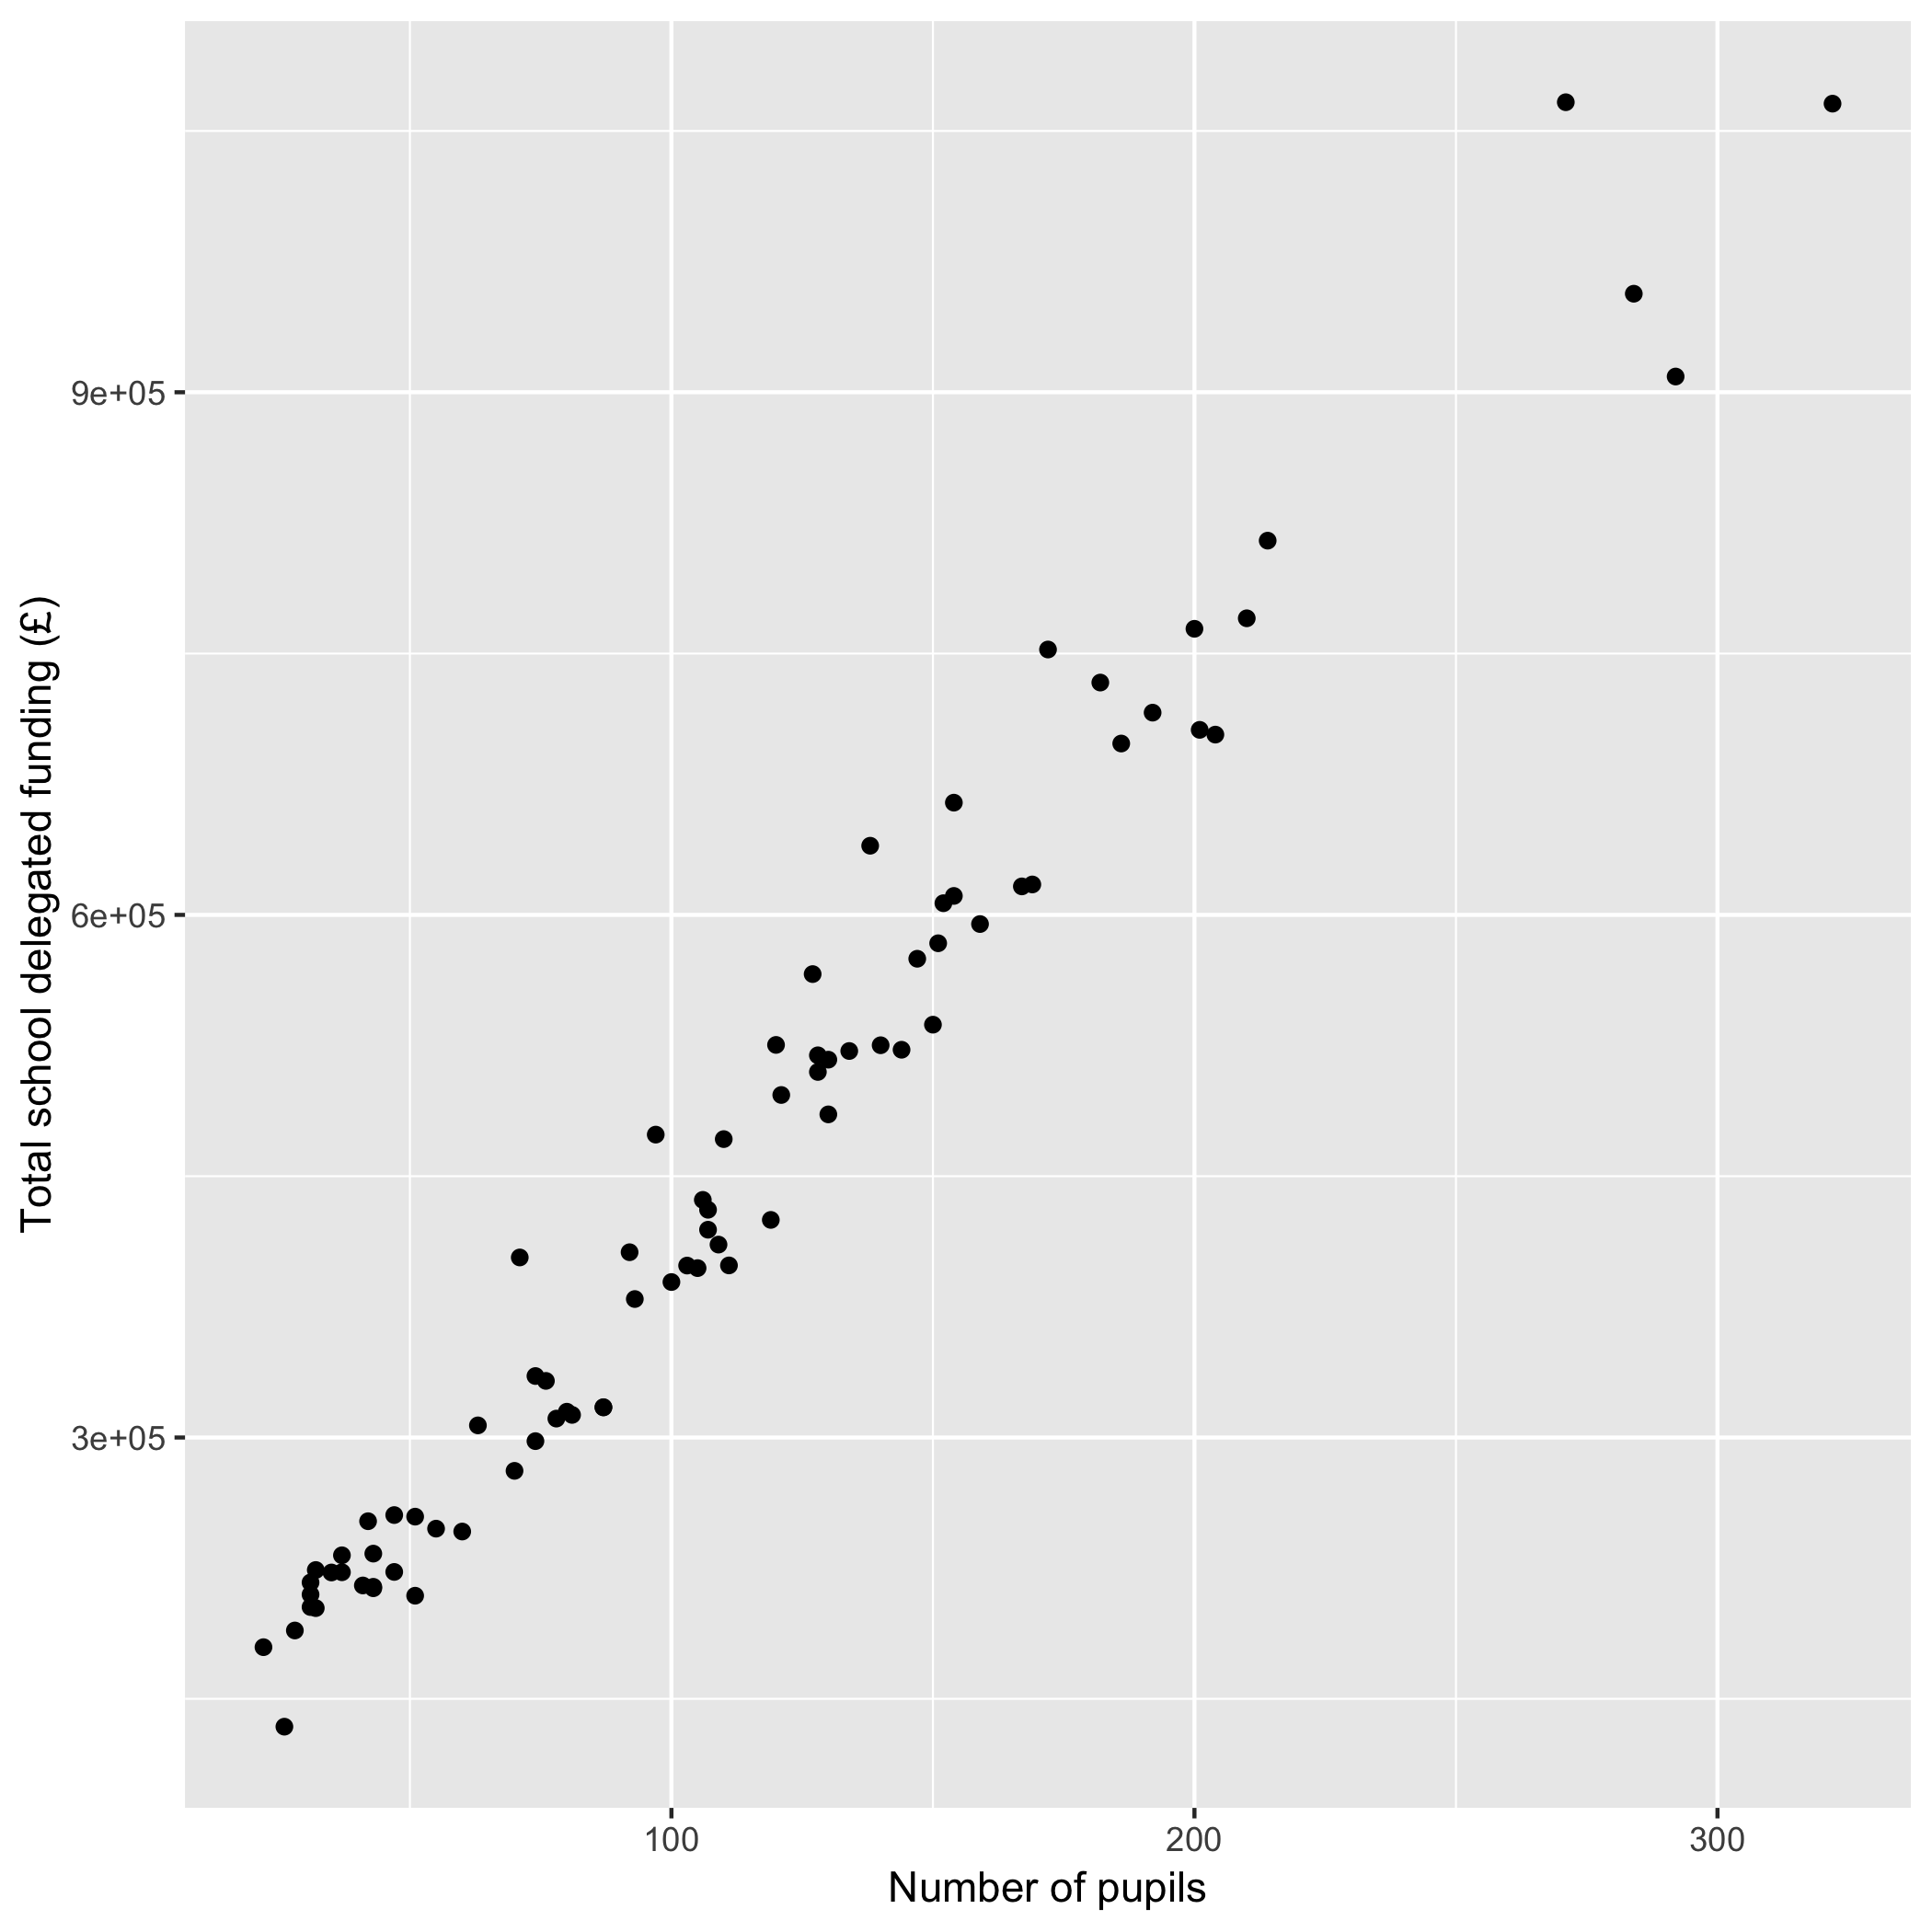 Total school delegated funding (£)
9e+05
6e+05
3e+05
100 200 300
Number of pupils